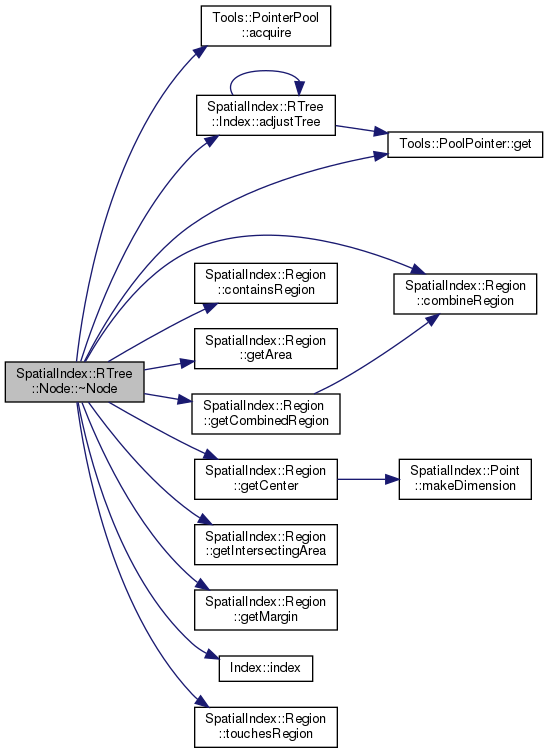 Tools::PointerPool
::acquire
SpatialIndex::RTree
::Index::adjustTree
Tools::PoolPointer::get
SpatialIndex::Region
::containsRegion
SpatialIndex::Region
::combineRegion
SpatialIndex::Region
::getArea
SpatialIndex::RTree
::Node::~Node
SpatialIndex::Region
::getCombinedRegion
SpatialIndex::Region
::getCenter
SpatialIndex::Point
::makeDimension
SpatialIndex::Region
::getIntersectingArea
SpatialIndex::Region
::getMargin
Index::index
SpatialIndex::Region
::touchesRegion